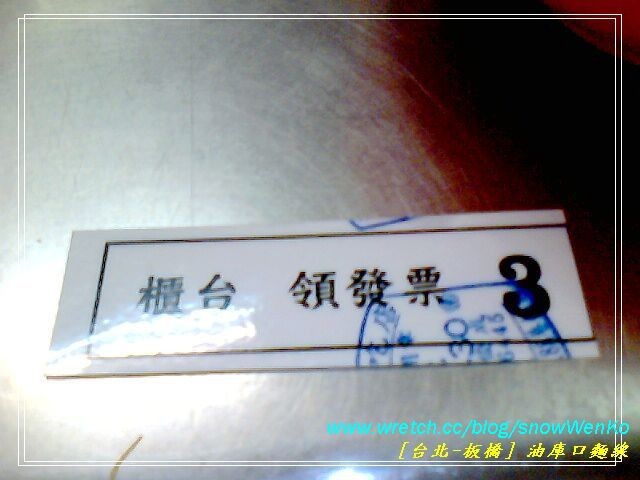 櫃台 領發票 3
30
www.wretch.cc/blog/snowWenKo
[台北-板橋] 油庫口麵線